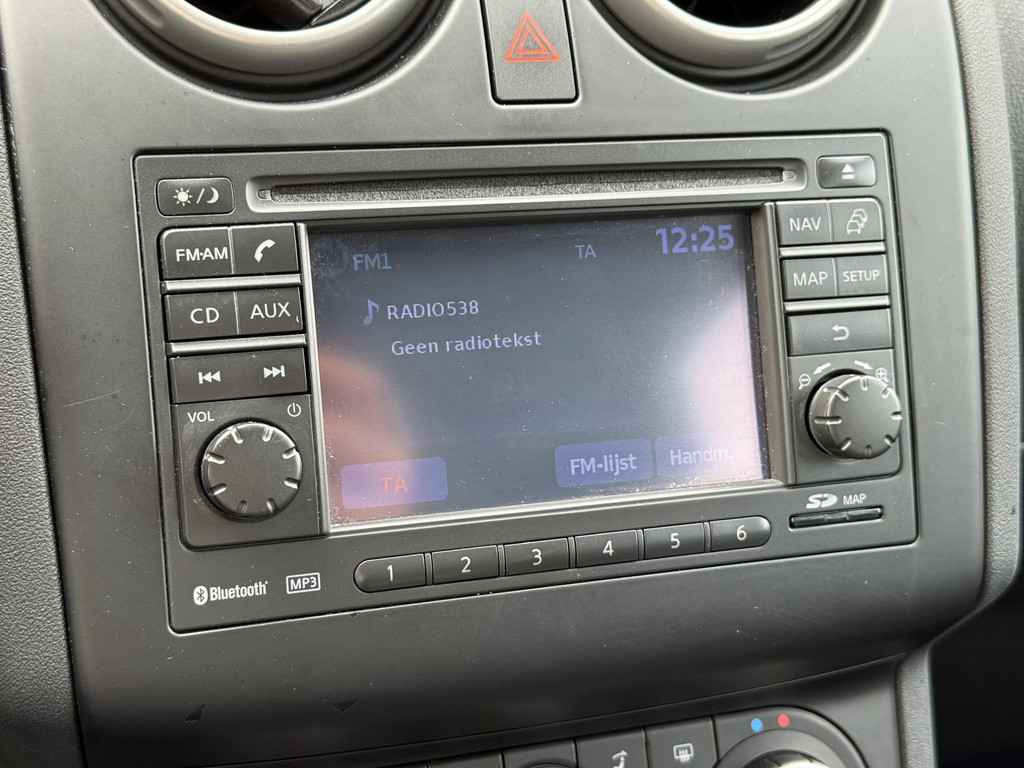 FM1 TA 12:25
RADIO538
Geen radiotekst
TA FM-lijst Handm.
FM·AM
CD AUX
VOL
NAV
MAP SETUP
SD MAP
1 2 3 4 5 6
Bluetooth MP3